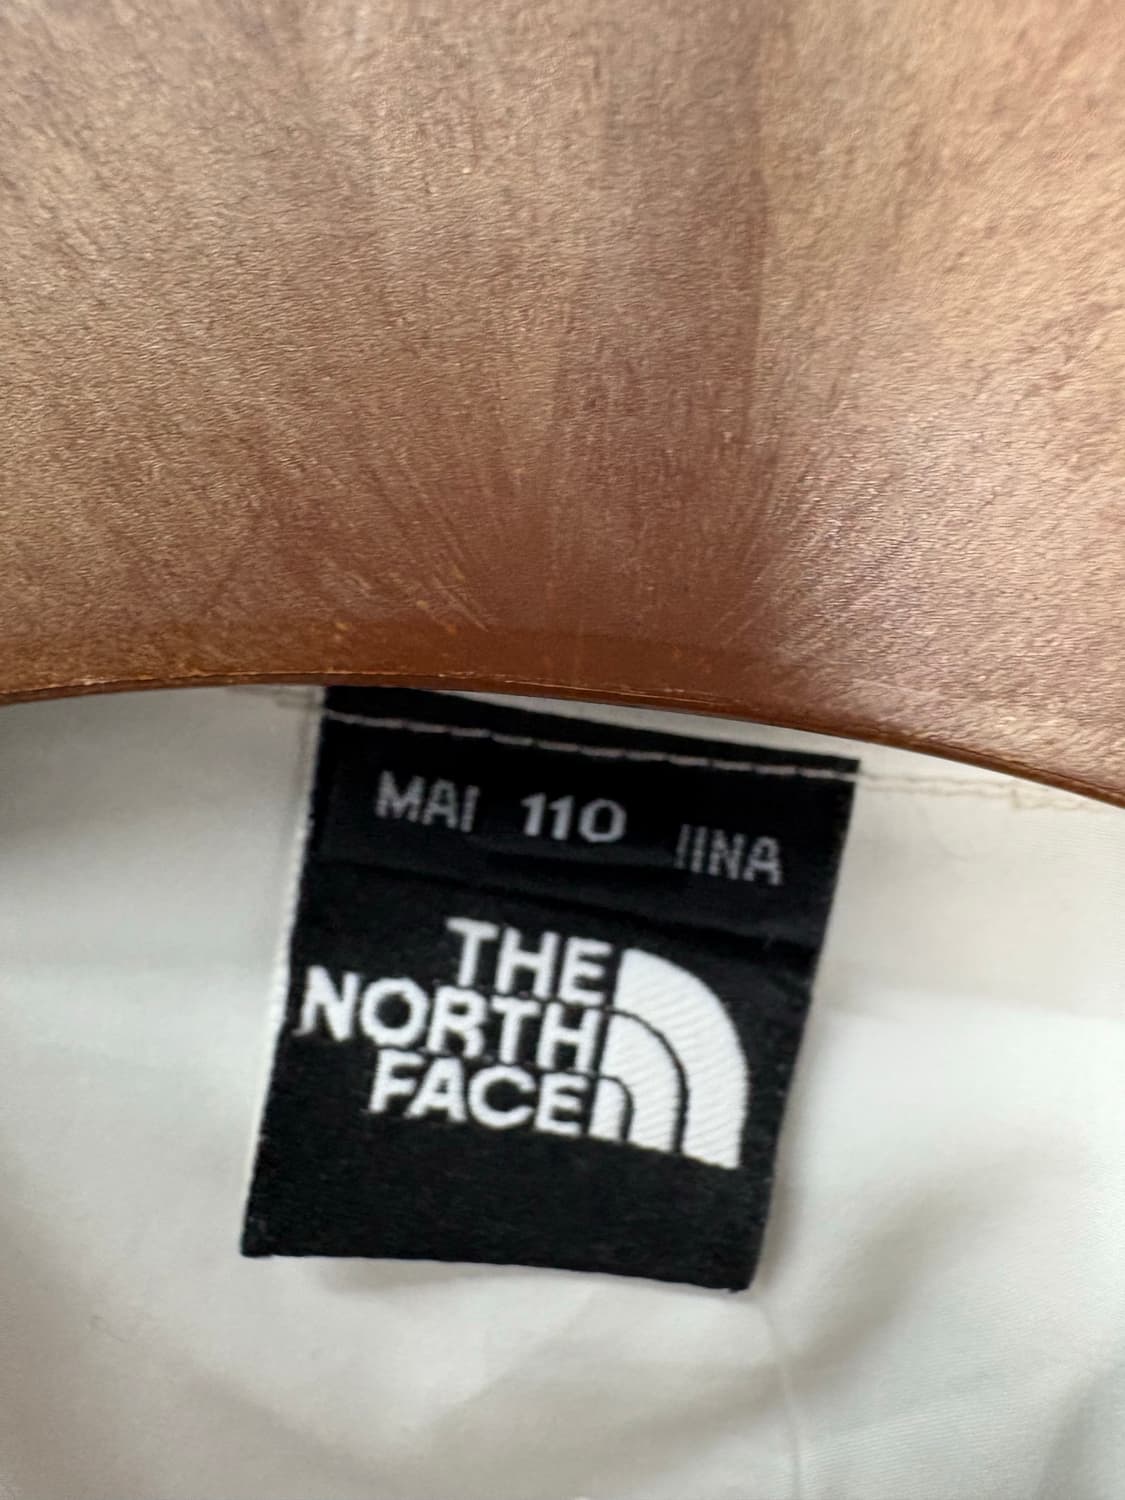 MAI 110 IINA
THE
NORTH
FACE